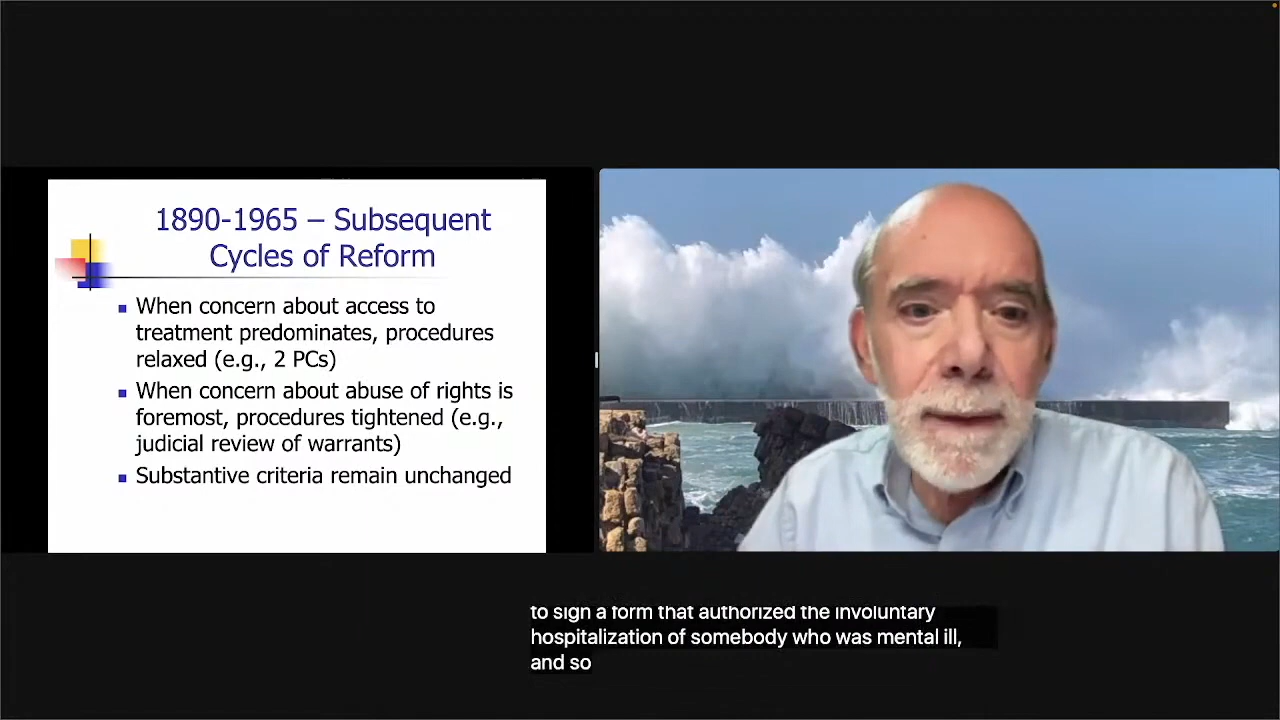 1890-1965 – Subsequent
Cycles of Reform
When concern about access to
treatment predominates, procedures
relaxed (e.g., 2 PCs)
When concern about abuse of rights is
foremost, procedures tightened (e.g.,
judicial review of warrants)
Substantive criteria remain unchanged
to sign a form that authorized the involuntary
hospitalization of somebody who was mental ill,
and so